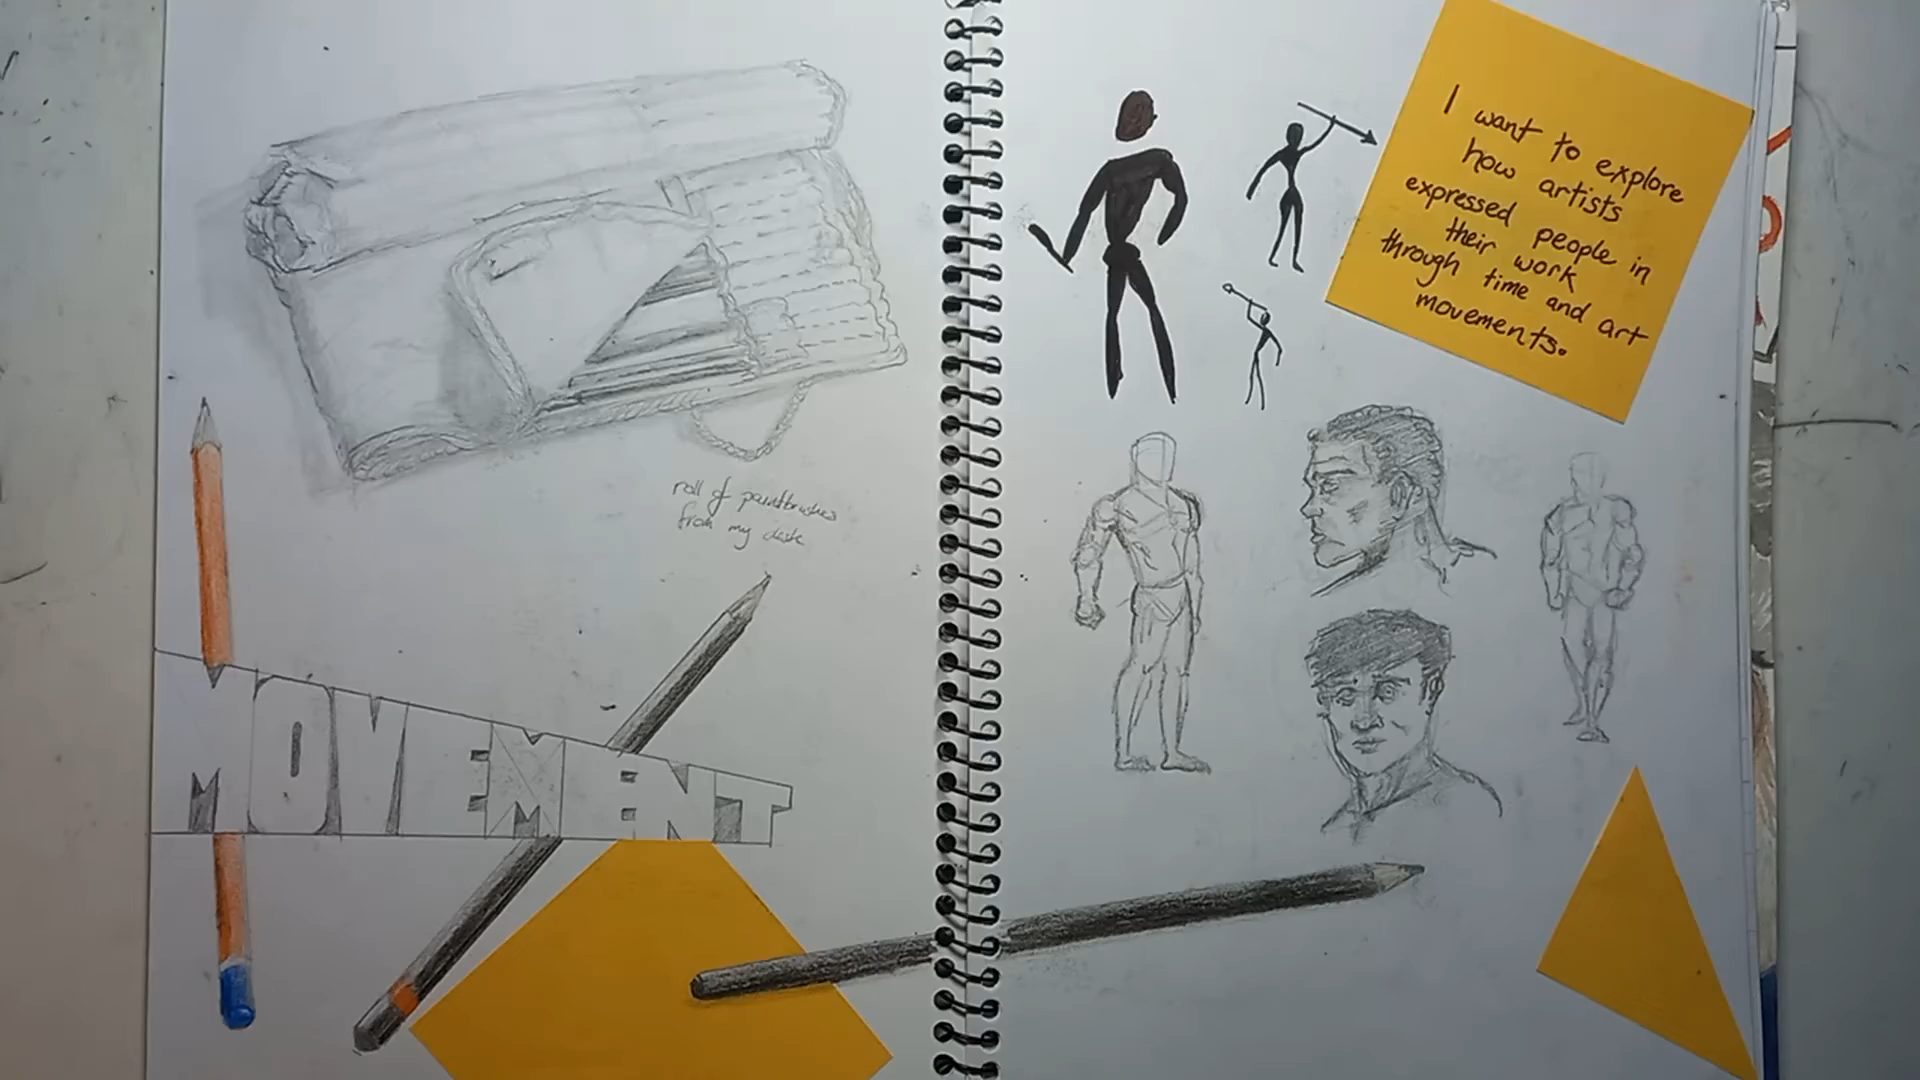 roll of paintbrushes
from my desk
MOVEMENT
I want to explore
how artists
expressed people in
their work
through time and art
movements.